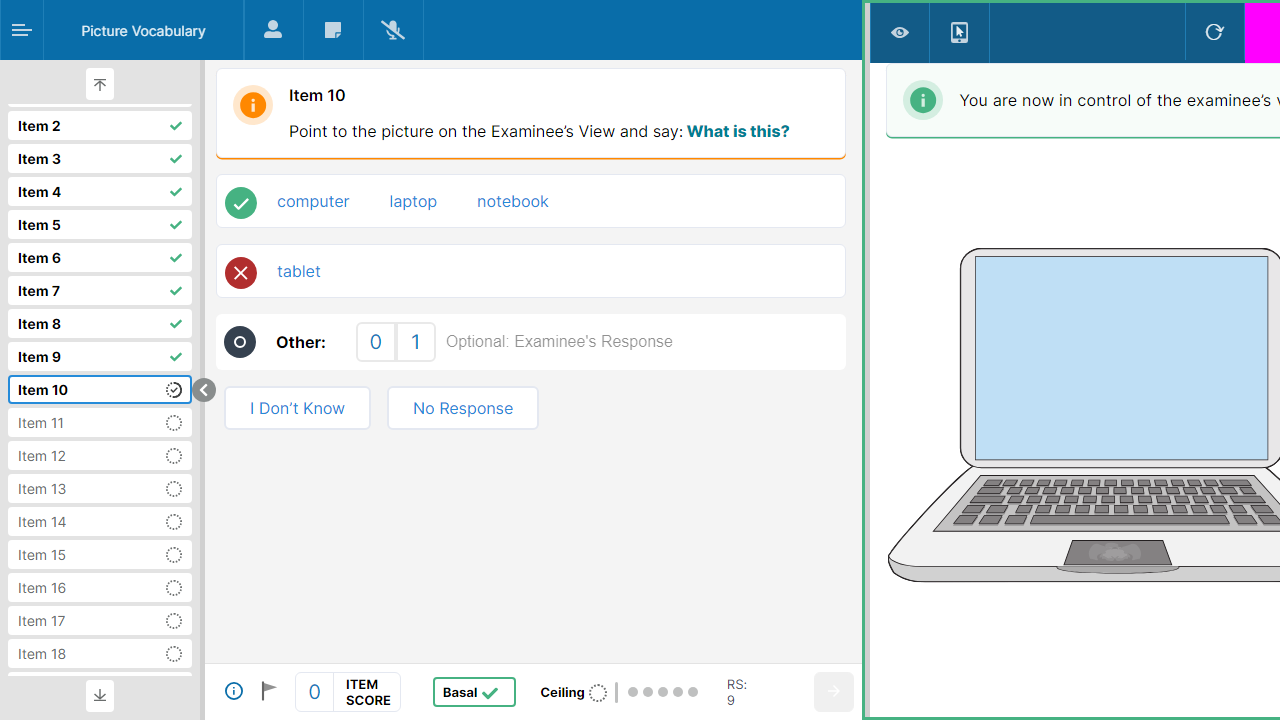 Picture Vocabulary
Item 2
Item 3
Item 4
Item 5
Item 6
Item 7
Item 8
Item 9
Item 10
Item 11
Item 12
Item 13
Item 14
Item 15
Item 16
Item 17
Item 18
Item 10
Point to the picture on the Examinee’s View and say: What is this?
computer laptop notebook
tablet
Other: 0 1 Optional: Examinee's Response
I Don’t Know No Response
0 ITEM SCORE
Basal
Ceiling
RS:
9
You are now in control of the examinee’s